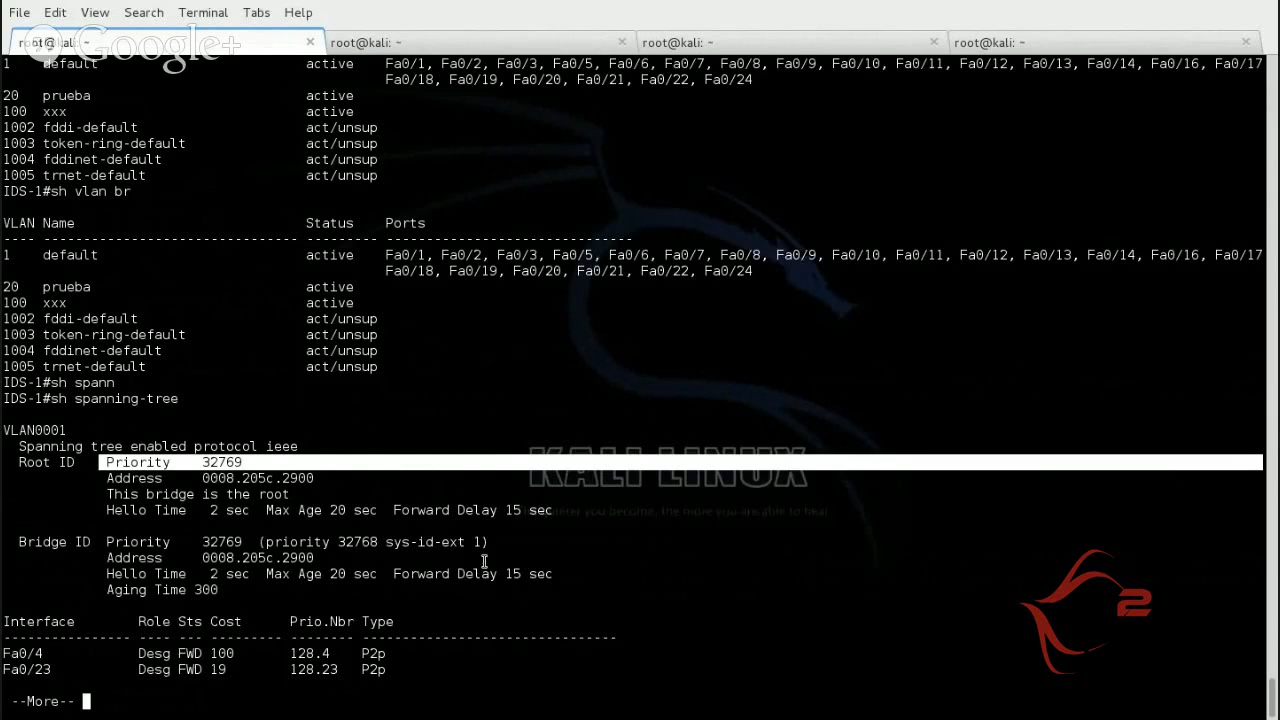 File Edit View Search Terminal Tabs Help
root@kali: ~ root@kali: ~ root@kali: ~ root@kali: ~
Google+
1 default active Fa0/1, Fa0/2, Fa0/3, Fa0/5, Fa0/6, Fa0/7, Fa0/8, Fa0/9, Fa0/10, Fa0/11, Fa0/12, Fa0/13, Fa0/14, Fa0/16, Fa0/17
Fa0/18, Fa0/19, Fa0/20, Fa0/21, Fa0/22, Fa0/24
20 prueba active
100 xxx active
1002 fddi-default act/unsup
1003 token-ring-default act/unsup
1004 fddinet-default act/unsup
1005 trnet-default act/unsup
IDS-1#sh vlan br
VLAN Name Status Ports
---- -------------------------------- --------- -------------------------------
1 default active Fa0/1, Fa0/2, Fa0/3, Fa0/5, Fa0/6, Fa0/7, Fa0/8, Fa0/9, Fa0/10, Fa0/11, Fa0/12, Fa0/13, Fa0/14, Fa0/16, Fa0/17
Fa0/18, Fa0/19, Fa0/20, Fa0/21, Fa0/22, Fa0/24
20 prueba active
100 xxx active
1002 fddi-default act/unsup
1003 token-ring-default act/unsup
1004 fddinet-default act/unsup
1005 trnet-default act/unsup
IDS-1#sh spann
IDS-1#sh spanning-tree
VLAN0001
Spanning tree enabled protocol ieee
Root ID Priority 32769
Address 0008.205c.2900
This bridge is the root
Hello Time 2 sec Max Age 20 sec Forward Delay 15 sec
KALI LINUX
you become, the more you are able to hear
Bridge ID Priority 32769 (priority 32768 sys-id-ext 1)
Address 0008.205c.2900
Hello Time 2 sec Max Age 20 sec Forward Delay 15 sec
Aging Time 300
Interface Role Sts Cost Prio.Nbr Type
---------------- ---- --- --------- -------- --------------------------------
Fa0/4 Desg FWD 100 128.4 P2p
Fa0/23 Desg FWD 19 128.23 P2p
--More--
2